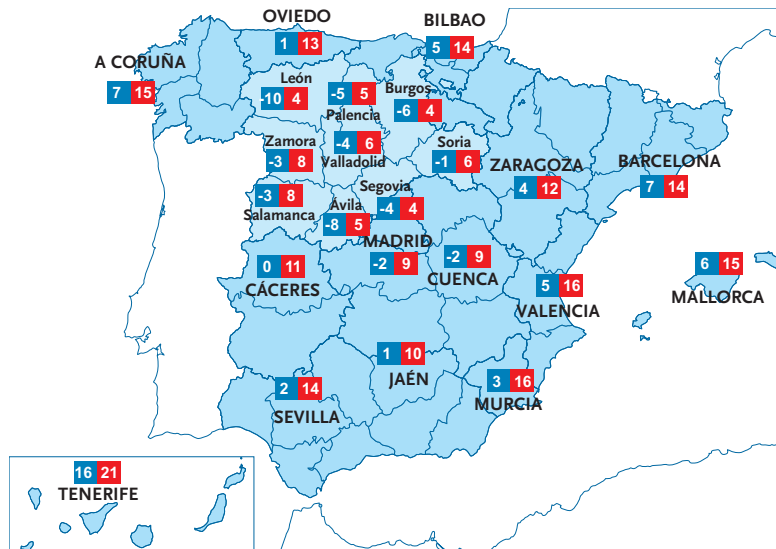 OVIEDO
1 13
BILBAO
5 14
A CORUÑA
7 15
León
-10 4
-5 5
Palencia
Burgos
-6 4
Zamora
-3 8
-4 6
Valladolid
Soria
-1 6
ZARAGOZA
4 12
BARCELONA
7 14
-3 8
Salamanca
Ávila
-8 5
Segovia
-4 4
MADRID
-2 9
-2 9
CUENCA
0 11
CÁCERES
5 16
VALENCIA
6 15
MALLORCA
1 10
JAÉN
2 14
SEVILLA
3 16
MURCIA
16 21
TENERIFE